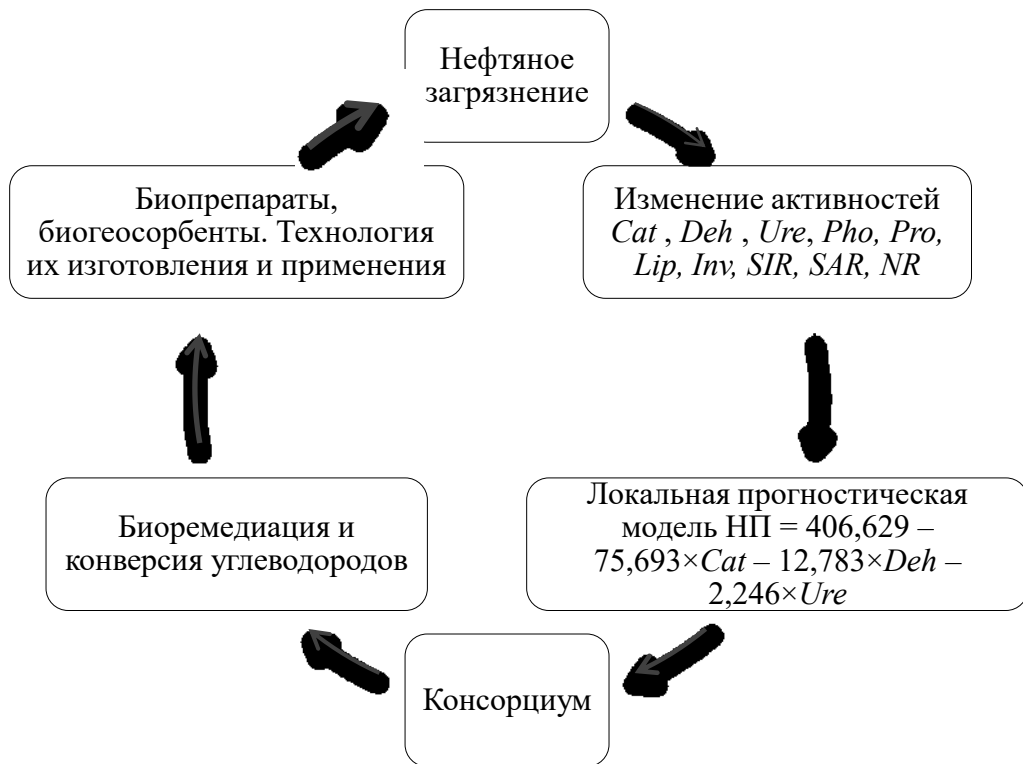 Нефтяное
загрязнение
Изменение активностей
Cat , Deh , Ure, Pho, Pro,
Lip, Inv, SIR, SAR, NR
Локальная прогностическая
модель НП = 406,629 –
75,693×Cat – 12,783×Deh –
2,246×Ure
Консорциум
Биоремедиация и
конверсия углеводородов
Биопрепараты,
биогеосорбенты. Технология
их изготовления и применения